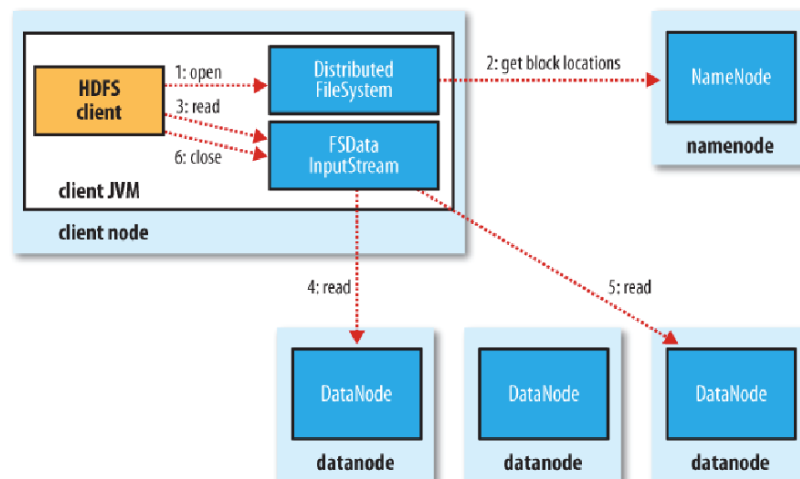 1: open
Distributed
FileSystem
2: get block locations
NameNode
namenode
HDFS
client
3: read
6: close
FSData
InputStream
client JVM
client node
4: read
5: read
DataNode
datanode
DataNode
datanode
DataNode
datanode